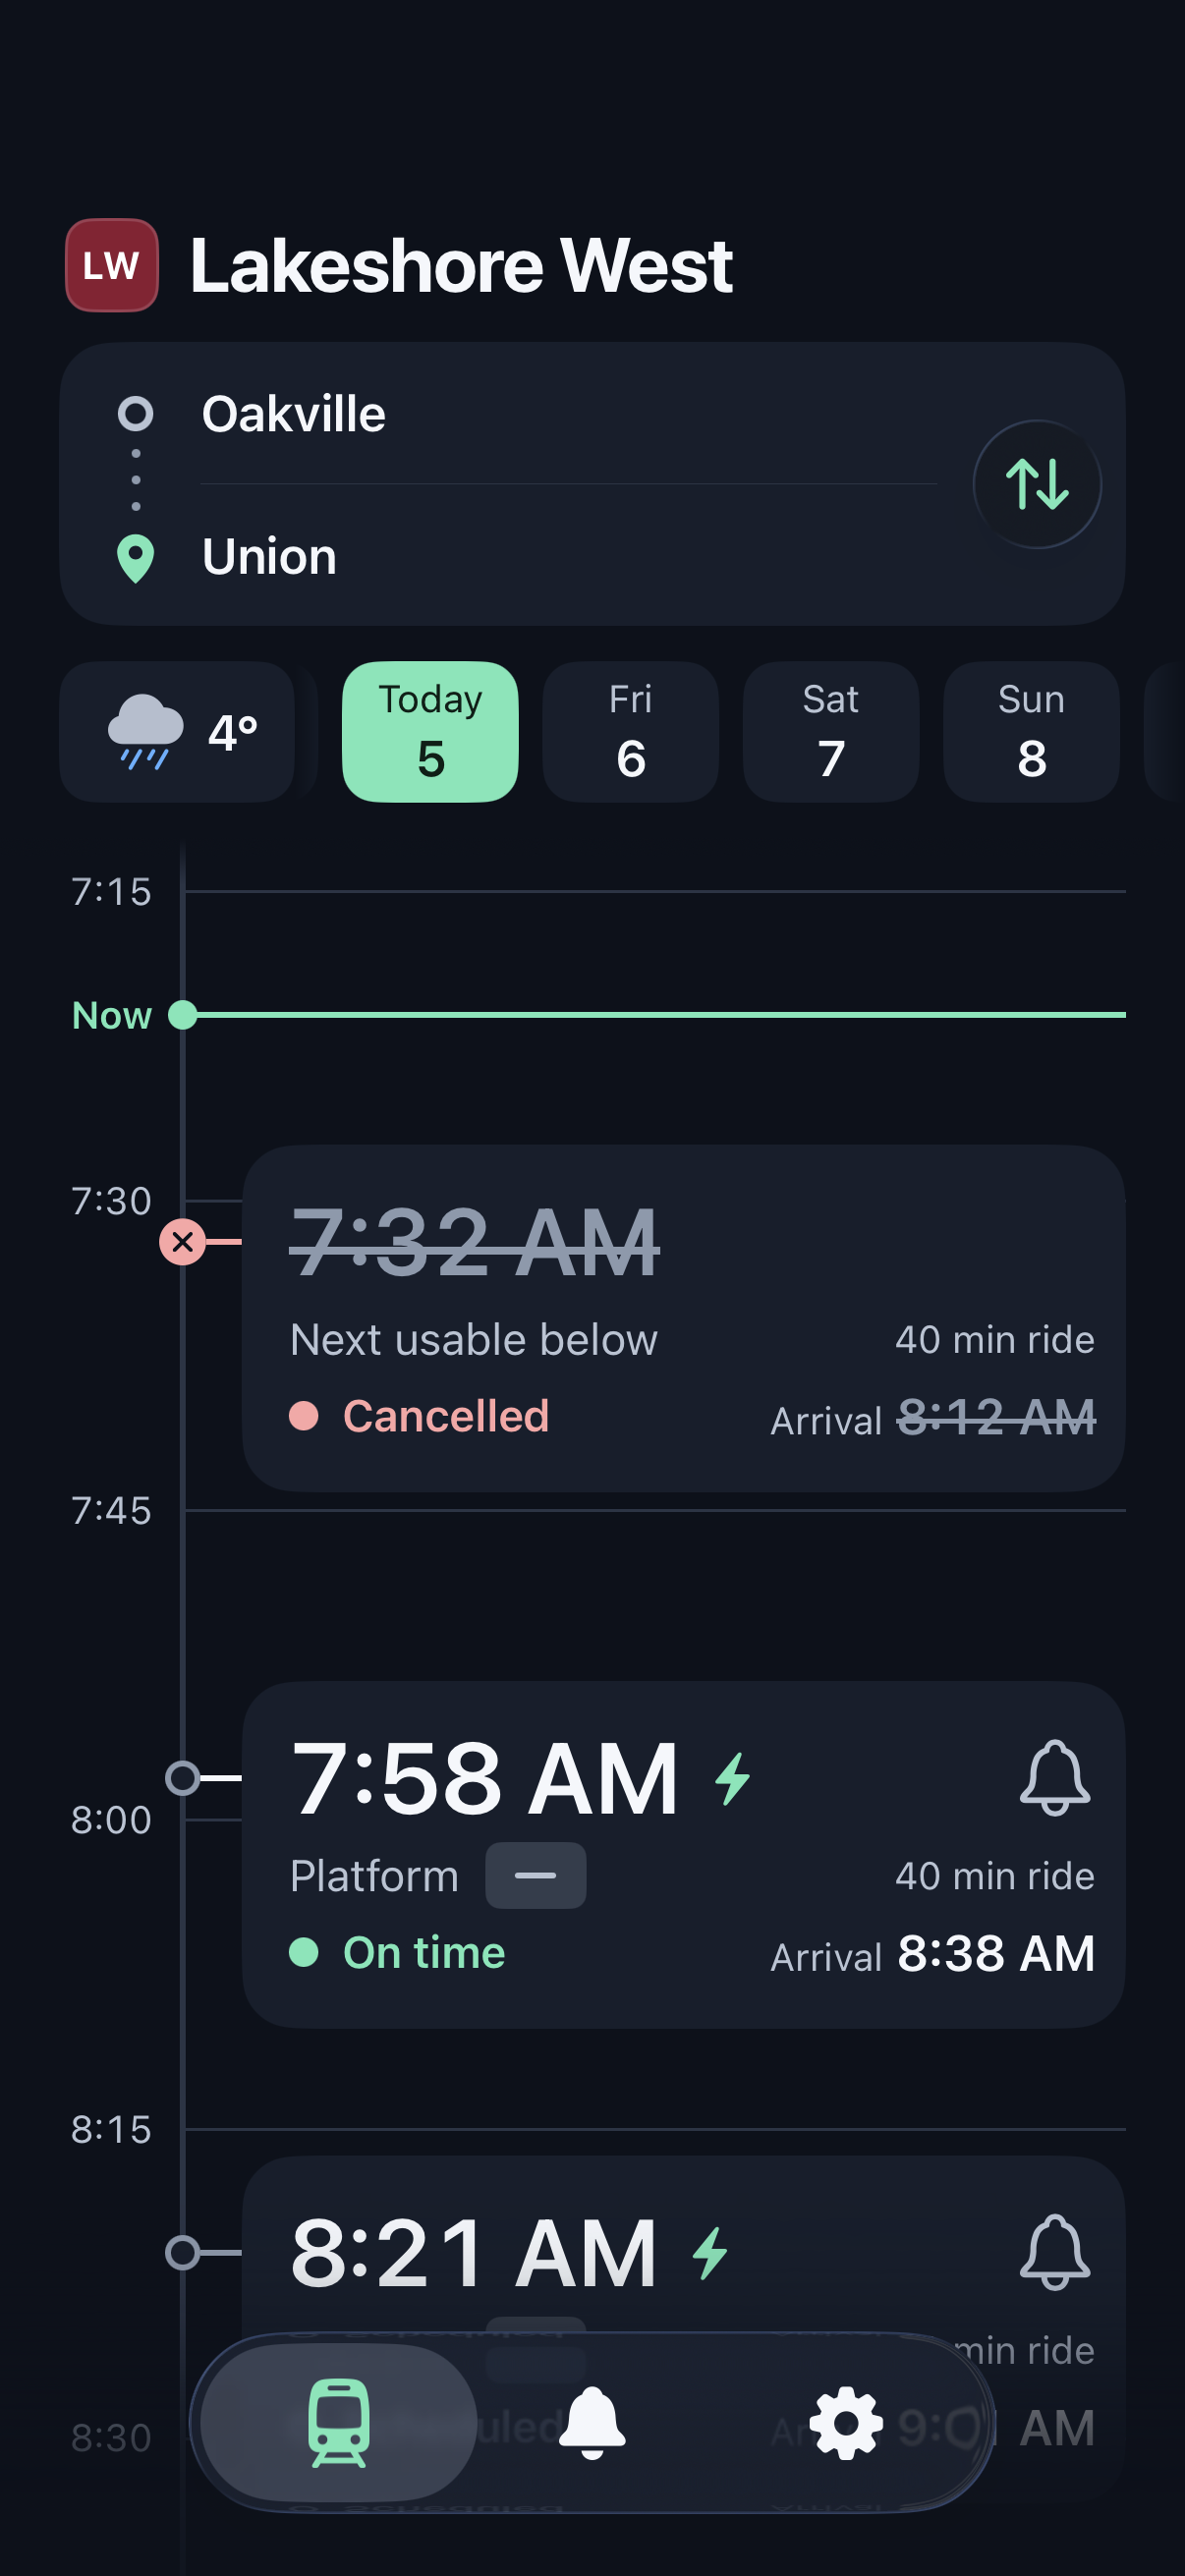 LW Lakeshore West
Oakville
Union
4°
Today
5
Fri
6
Sat
7
Sun
8
7:15
Now
7:30
7:32 AM
Next usable below
40 min ride
Cancelled
Arrival 8:12 AM
7:45
7:58 AM
8:00
Platform —
40 min ride
On time
Arrival 8:38 AM
8:15
8:21 AM
min ride
8:30
AM